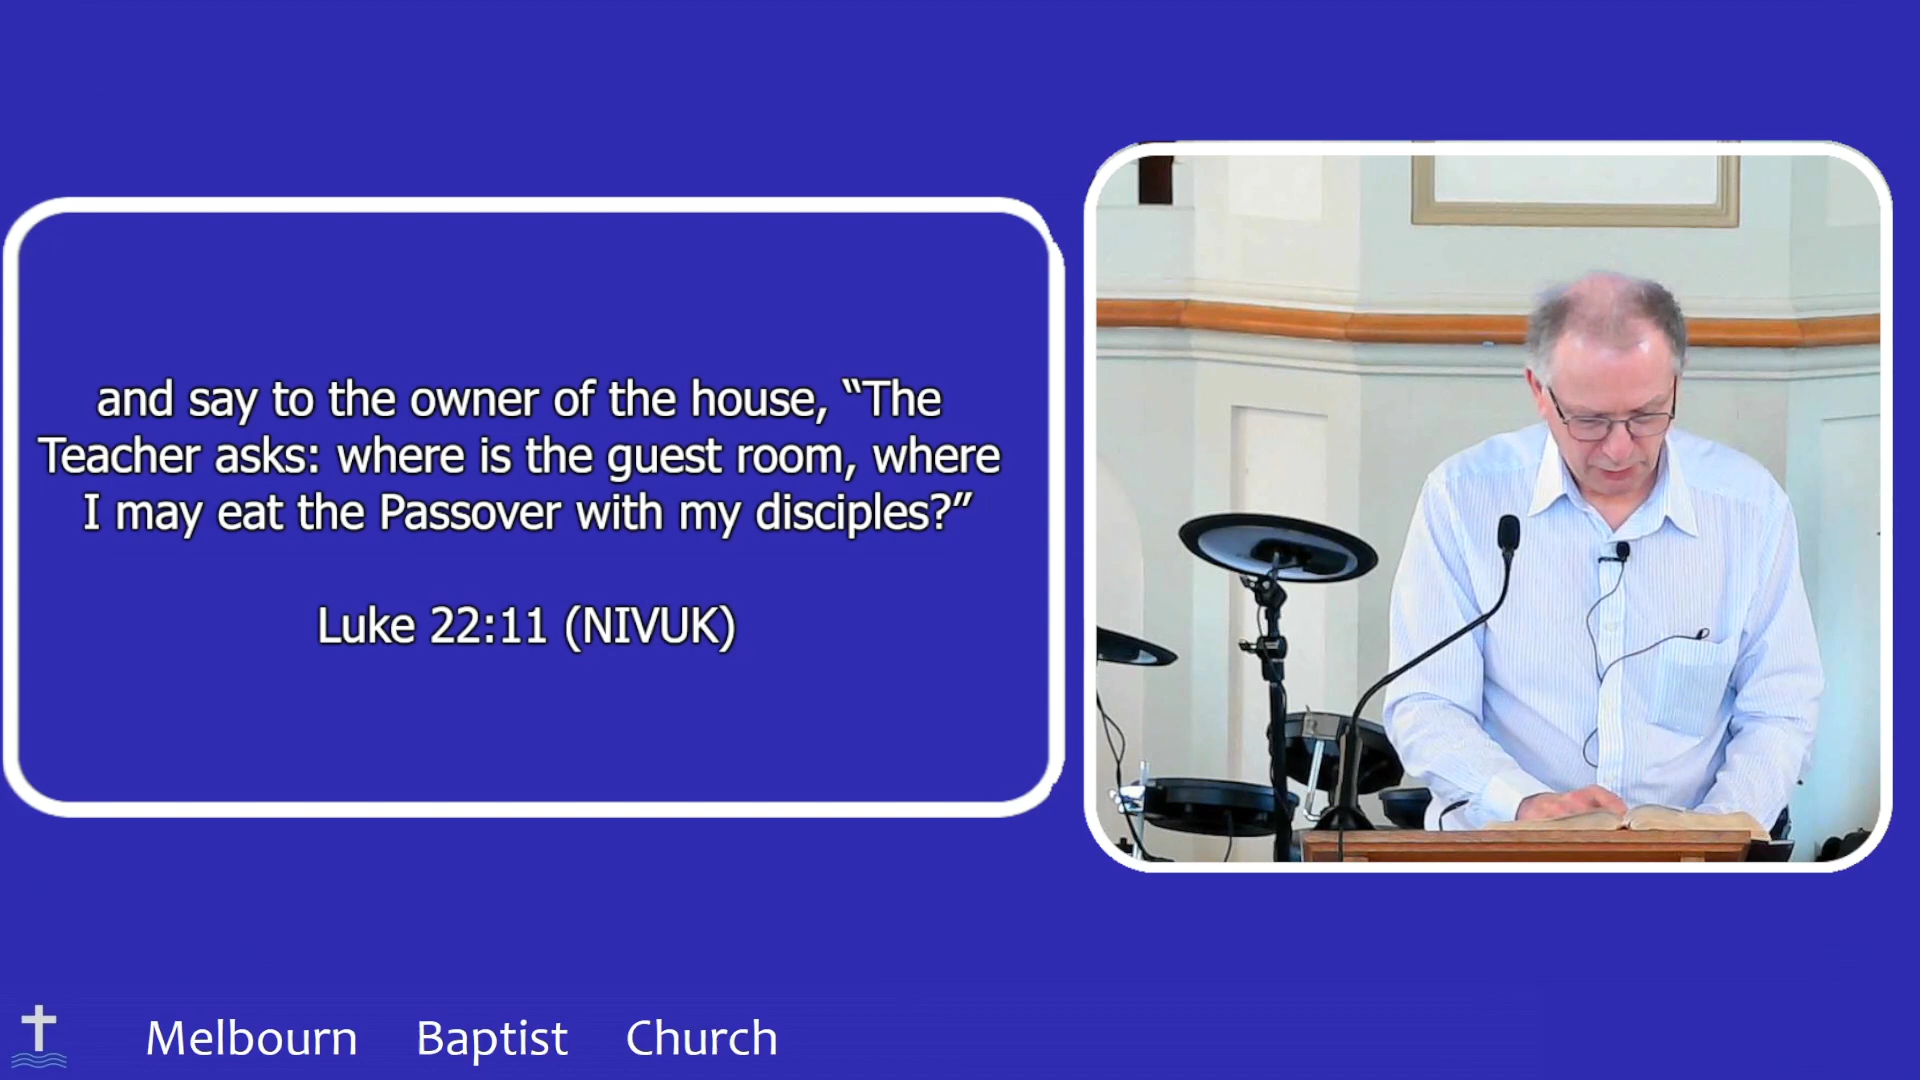 and say to the owner of the house, “The
Teacher asks: where is the guest room, where
I may eat the Passover with my disciples?”
Luke 22:11 (NIVUK)
Melbourn Baptist Church